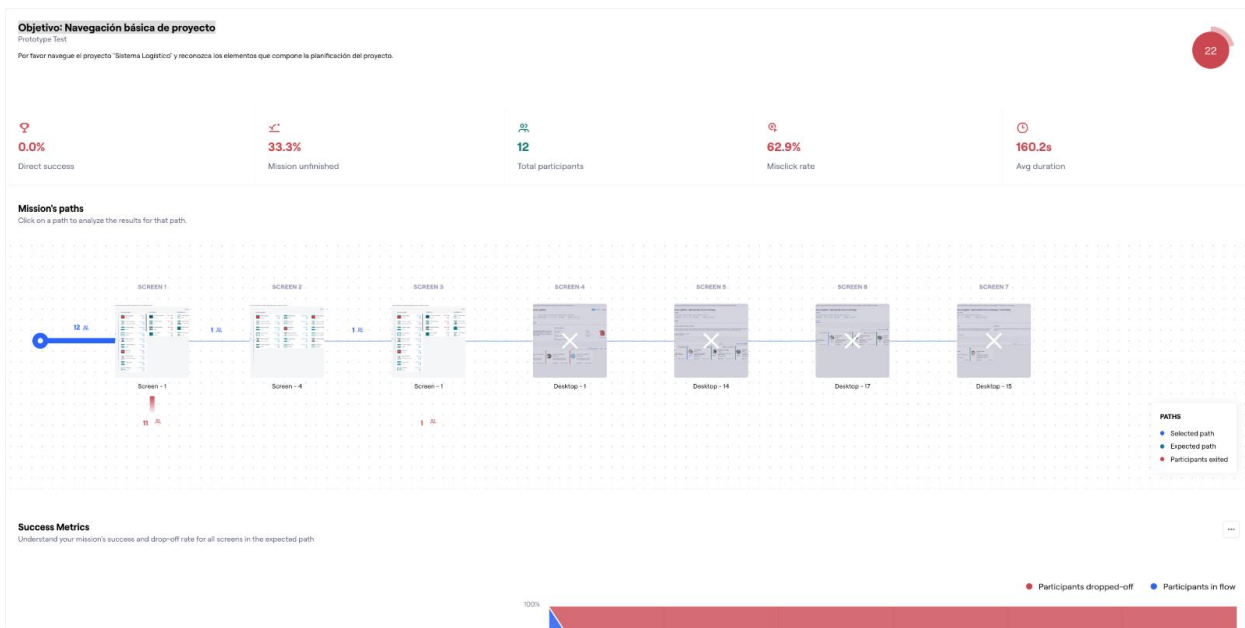 Objetivo: Navegación básica de proyecto
Prototype Test
Por favor navegue el proyecto "Sistema Logístico" y reconozca los elementos que compone la planificación del proyecto.
22
0.0%
Direct success
33.3%
Mission unfinished
12
Total participants
62.9%
Misclick rate
160.2s
Avg duration
Mission's paths
Click on a path to analyze the results for that path.
SCREEN 1
SCREEN 2
SCREEN 3
SCREEN 4
SCREEN 5
SCREEN 6
SCREEN 7
12
1
1
Screen - 1
Screen - 4
Screen - 1
Desktop - 1
Desktop - 14
Desktop - 17
Desktop - 15
11
1
PATHS
Selected path
Expected path
Participants exited
Success Metrics
Understand your mission's success and drop-off rate for all screens in the expected path
Participants dropped-off
Participants in flow
100%